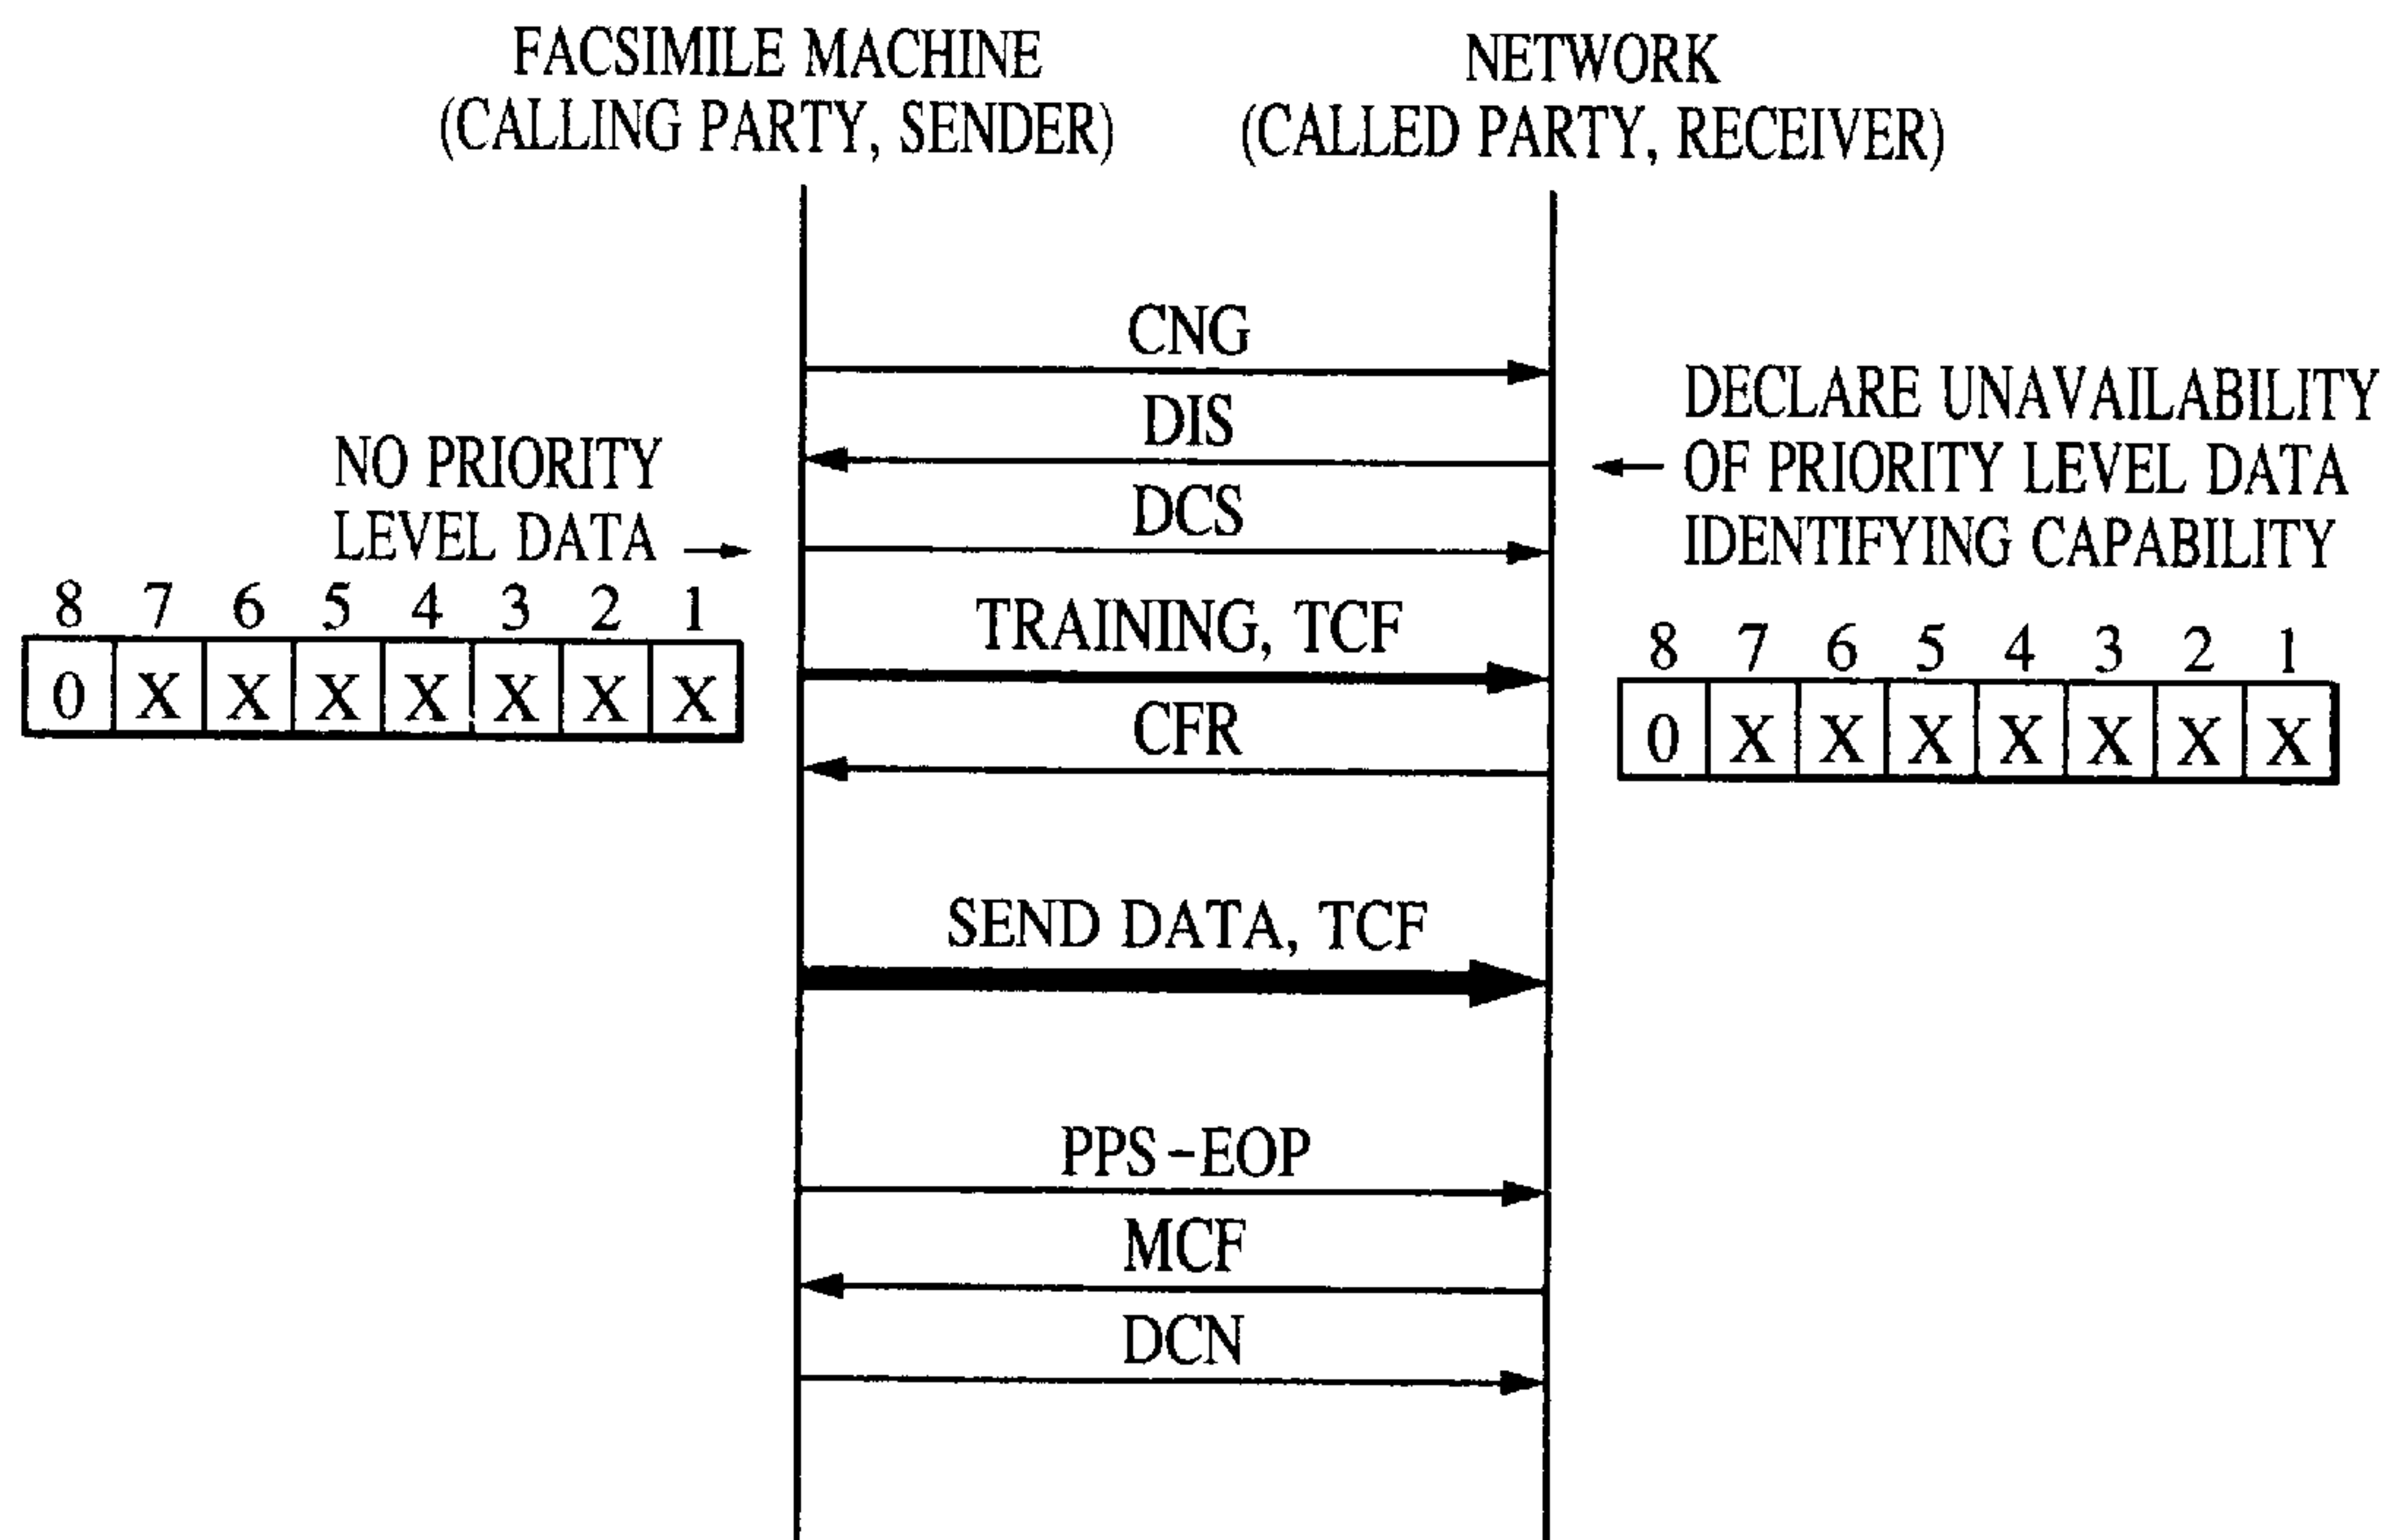 FACSIMILE MACHINE
(CALLING PARTY, SENDER)
NETWORK
(CALLED PARTY, RECEIVER)
CNG
DIS
DECLARE UNAVAILABILITY
OF PRIORITY LEVEL DATA
IDENTIFYING CAPABILITY
NO PRIORITY
LEVEL DATA
DCS
8 7 6 5 4 3 2 1
0 X X X X X X X
TRAINING, TCF
8 7 6 5 4 3 2 1
0 X X X X X X X
CFR
SEND DATA, TCF
PPS-EOP
MCF
DCN